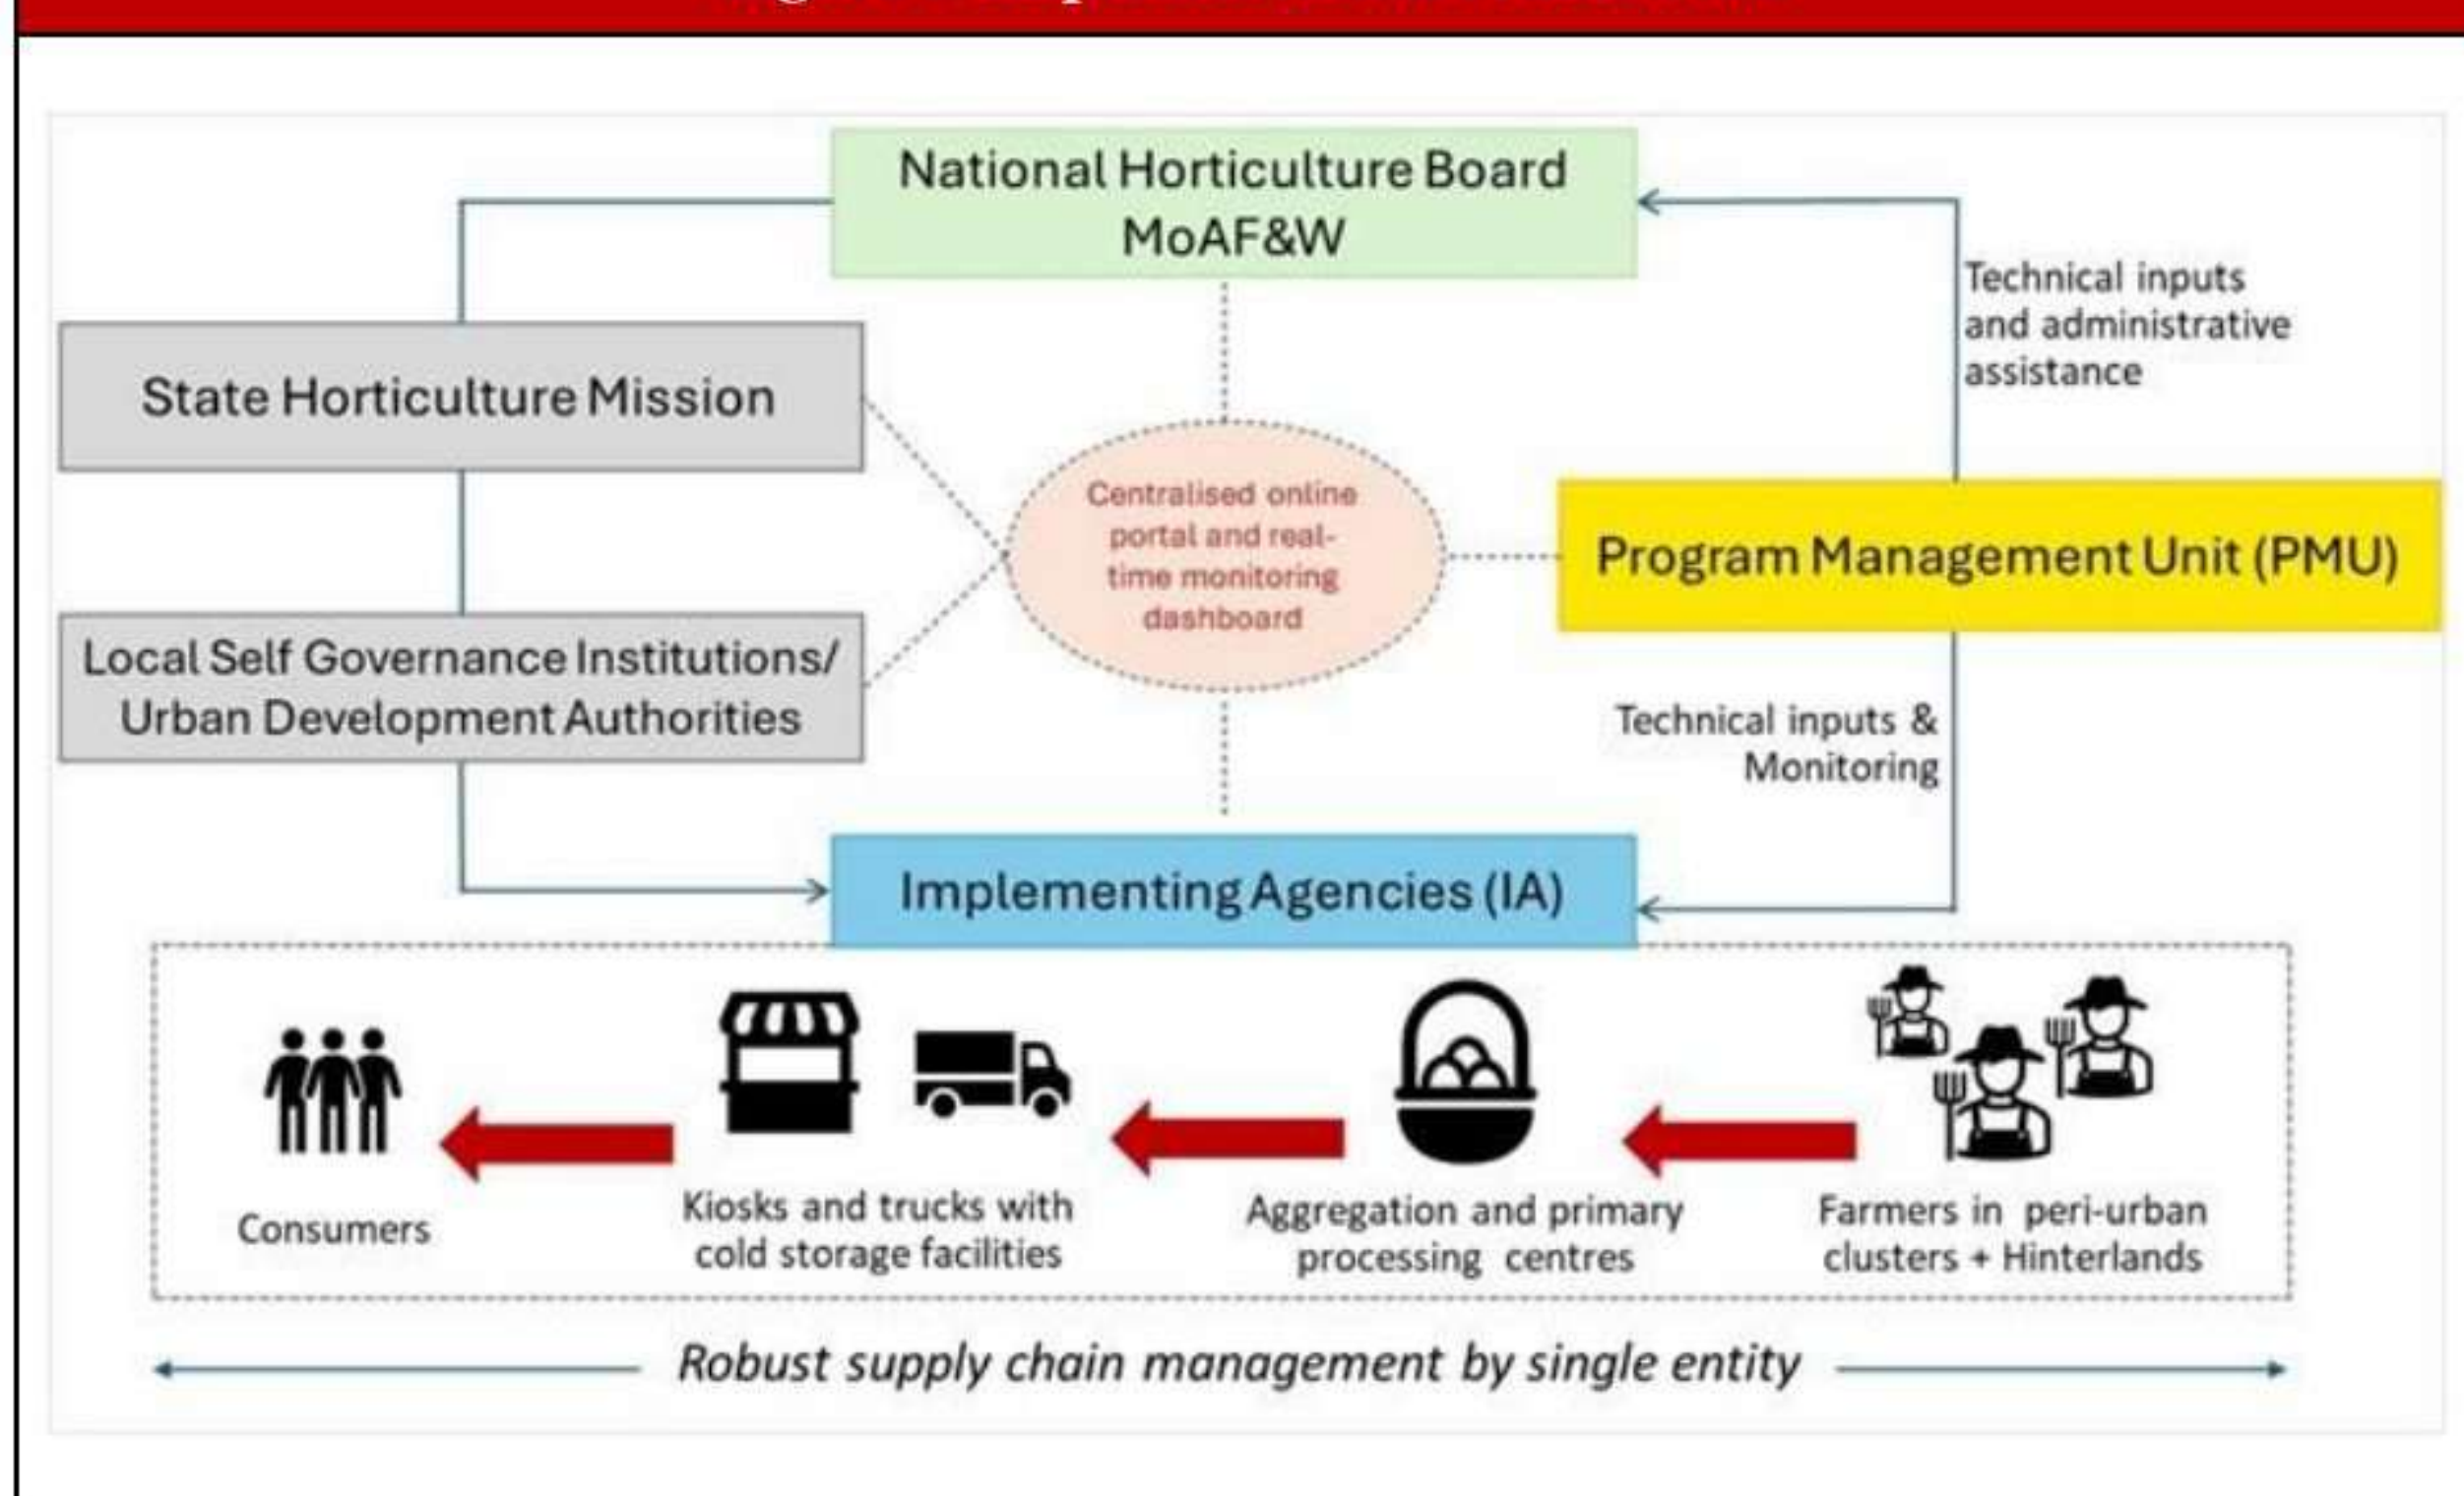 National Horticulture Board
MoAF&W
Technical inputs
and administrative
assistance
State Horticulture Mission
Centralised online
portal and real-
time monitoring
dashboard
Program Management Unit (PMU)
Local Self Governance Institutions/
Urban Development Authorities
Technical inputs &
Monitoring
Implementing Agencies (IA)
Consumers
Kiosks and trucks with
cold storage facilities
Aggregation and primary
processing centres
Farmers in peri-urban
clusters + Hinterlands
Robust supply chain management by single entity